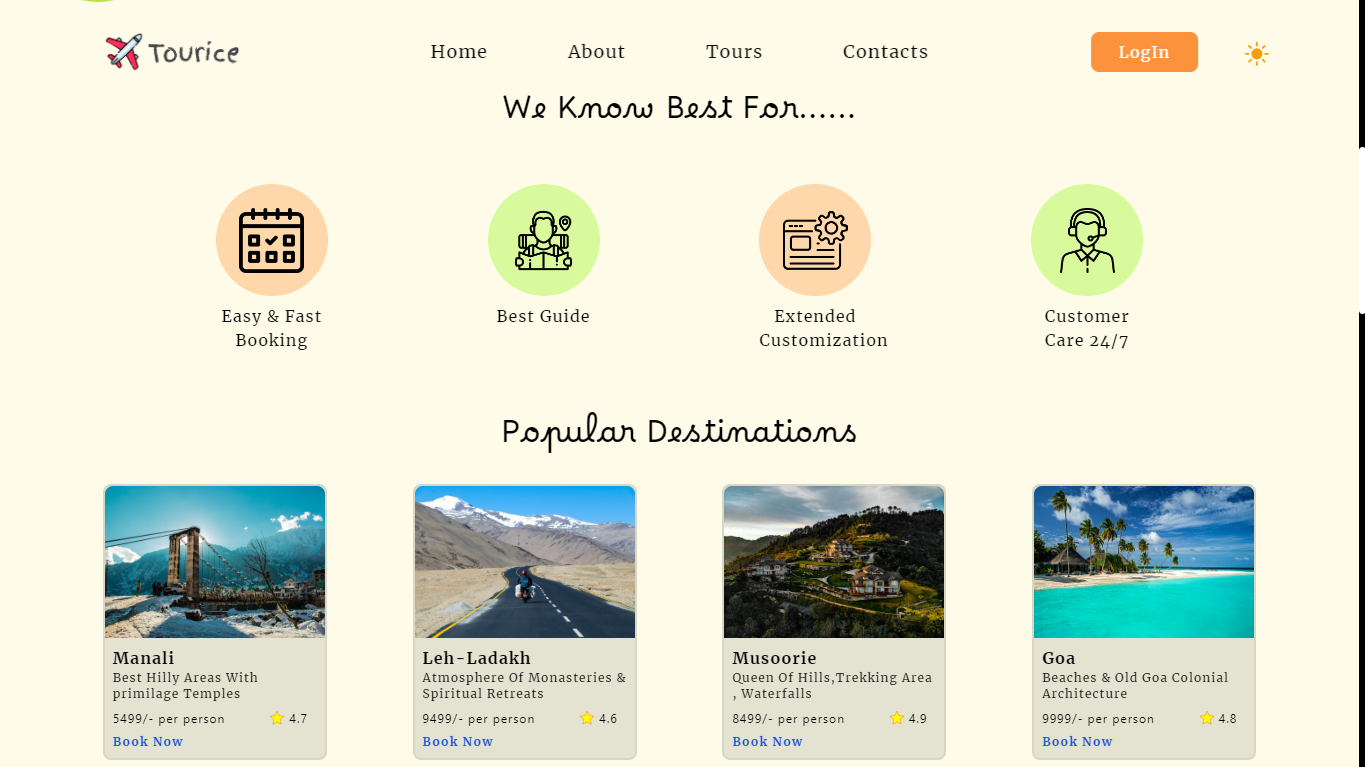 Tourice
Home About Tours Contacts LogIn
We Know Best For......
Easy & Fast
Booking
Best Guide
Extended
Customization
Customer
Care 24/7
Popular Destinations
Manali
Best Hilly Areas With
primilage Temples
5499/- per person 4.7
Book Now
Leh-Ladakh
Atmosphere Of Monasteries &
Spiritual Retreats
9499/- per person 4.6
Book Now
Musoorie
Queen Of Hills,Trekking Area
, Waterfalls
8499/- per person 4.9
Book Now
Goa
Beaches & Old Goa Colonial
Architecture
9999/- per person 4.8
Book Now